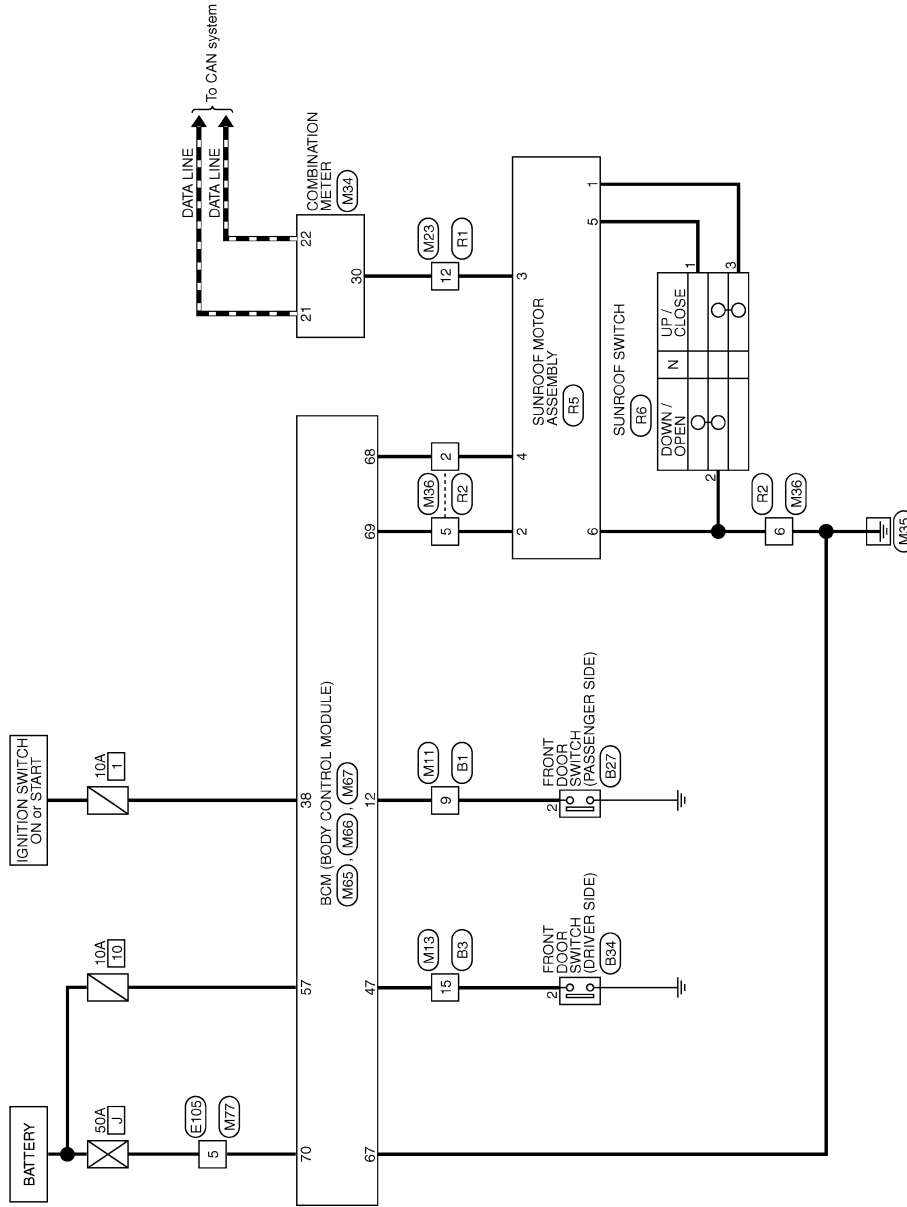 BATTERY
IGNITION SWITCH
ON or START
50A
J
10A
10
10A
1
E105
5
M77
To CAN system
DATA LINE
DATA LINE
COMBINATION
METER
M34
21
22
30
70
57
38
BCM (BODY CONTROL MODULE)
M65 , M66 , M67
67
47
12
69
68
M13
15
B3
M11
9
B1
M36
5
2
R2
M23
12
R1
2
FRONT
DOOR
SWITCH
(DRIVER SIDE)
B34
2
FRONT
DOOR
SWITCH
(PASSENGER SIDE)
B27
2
4
3
SUNROOF MOTOR
ASSEMBLY
R5
6
5
1
SUNROOF SWITCH
R6
DOWN /
OPEN
N
UP /
CLOSE
1
2
3
R2
6
M36
M35